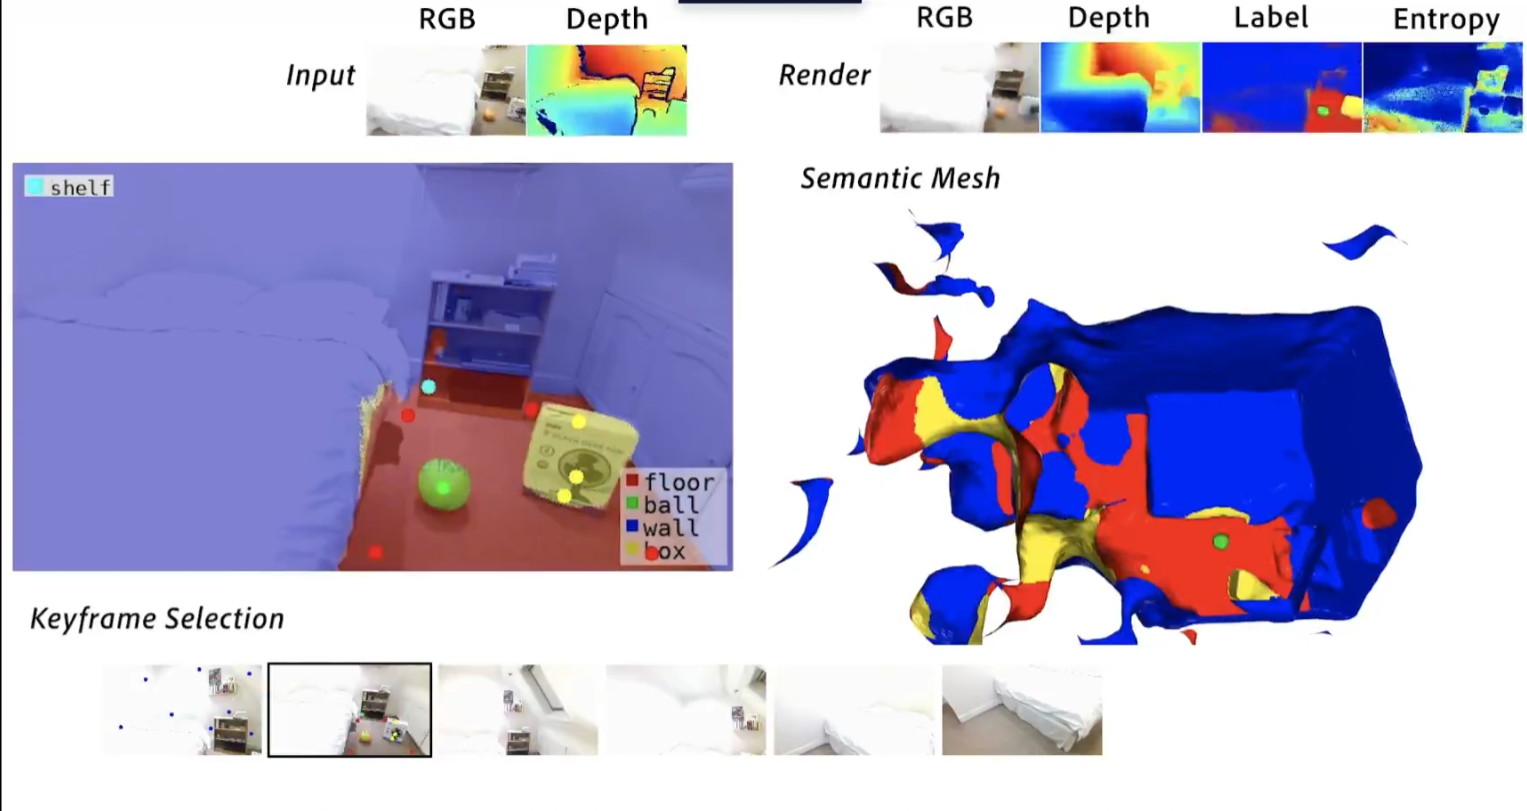 RGB Depth
RGB Depth Label Entropy
Input
Render
shelf
Semantic Mesh
floor
ball
wall
box
Keyframe Selection